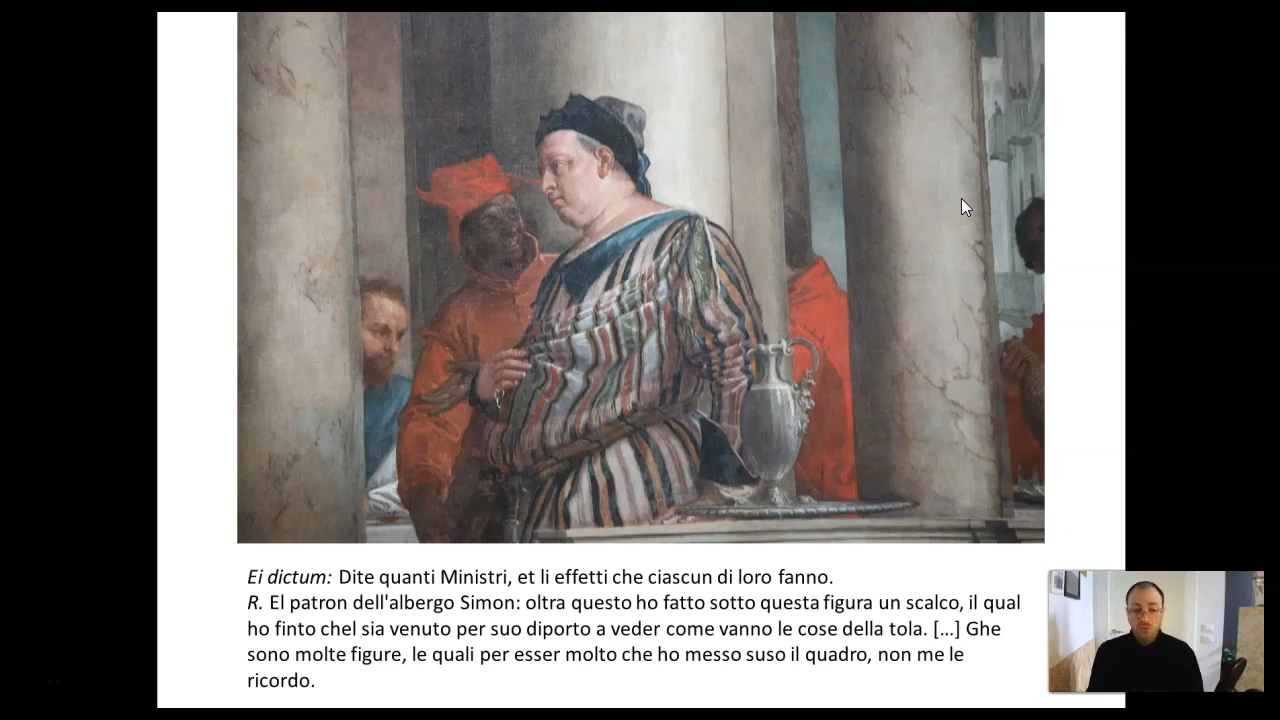 Ei dictum: Dite quanti Ministri, et li effetti che ciascun di loro fanno.
R. El patron dell'albergo Simon: oltra questo ho fatto sotto questa figura un scalco, il qual
ho finto chel sia venuto per suo diporto a veder come vanno le cose della tola. [...] Ghe
sono molte figure, le quali per esser molto che ho messo suso il quadro, non me le
ricordo.